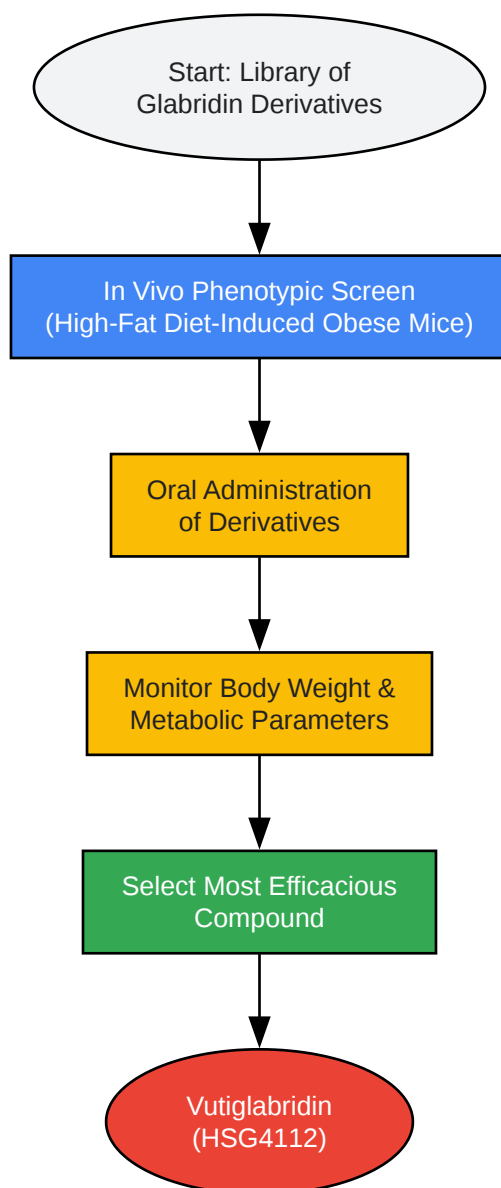 Start: Library of
Glabridin Derivatives
In Vivo Phenotypic Screen
(High-Fat Diet-Induced Obese Mice)
Oral Administration
of Derivatives
Monitor Body Weight &
Metabolic Parameters
Select Most Efficacious
Compound
Vutiglabridin
(HSG4112)